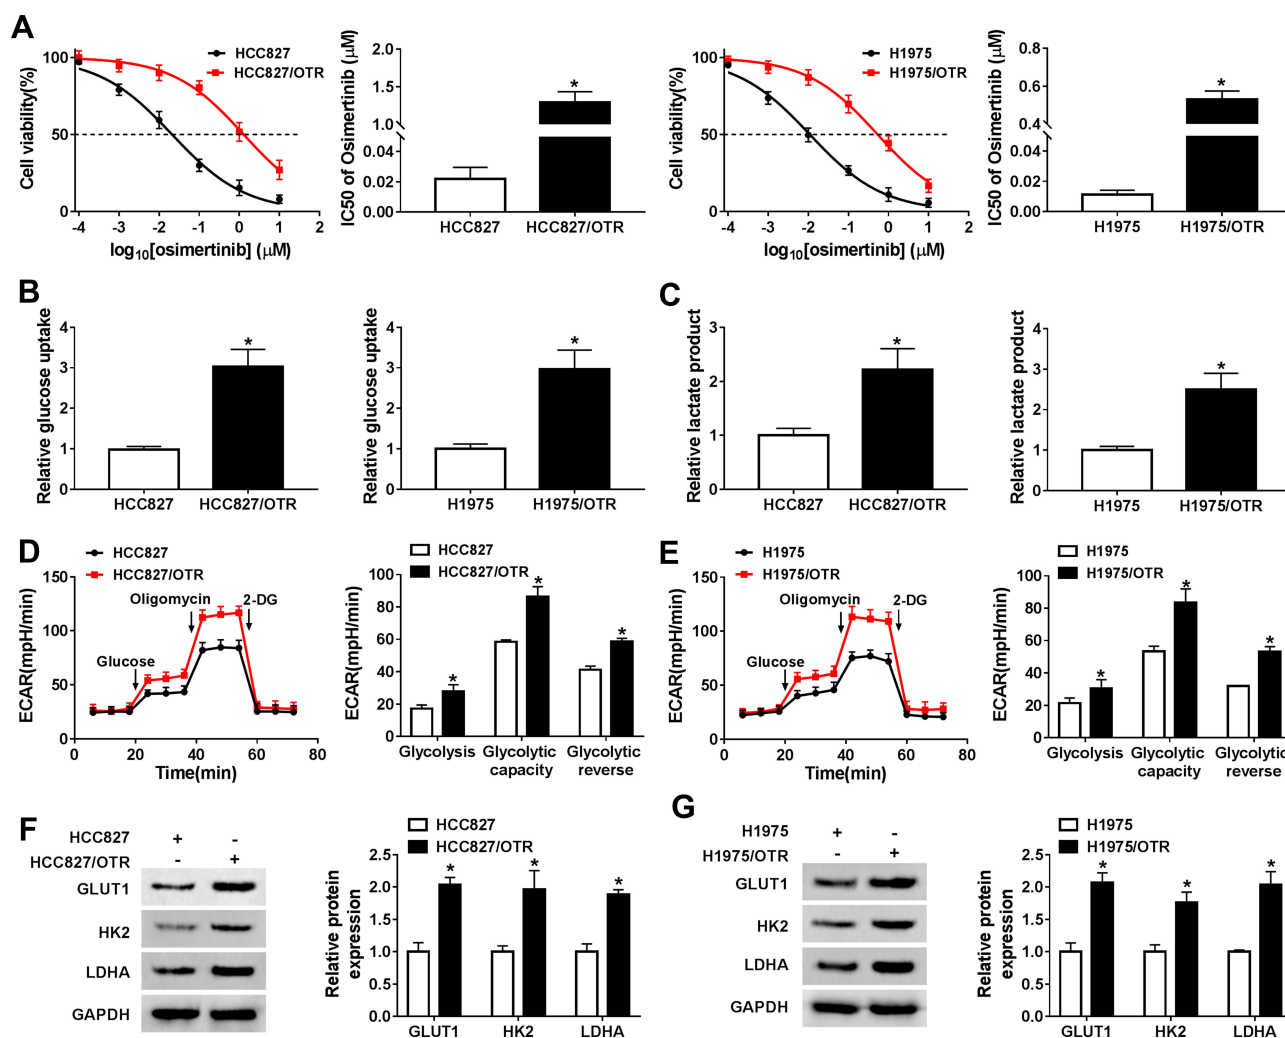 A
Cell viability(%)
100
50
0
-4 -3 -2 -1 0 1 2
log10[osimertinib] (μM)
HCC827
HCC827/OTR
IC50 of Osimertinib (μM)
2.0
1.5
1.0
0.04
0.02
0.00
HCC827 HCC827/OTR
*
Cell viability(%)
100
50
0
-4 -3 -2 -1 0 1 2
log10[osimertinib] (μM)
H1975
H1975/OTR
IC50 of Osimertinib (μM)
0.8
0.6
0.4
0.04
0.02
0.00
H1975 H1975/OTR
*
B
Relative glucose uptake
4
3
2
1
0
HCC827 HCC827/OTR
*
Relative glucose uptake
4
3
2
1
0
H1975 H1975/OTR
*
C
Relative lactate product
3
2
1
0
HCC827 HCC827/OTR
*
Relative lactate product
4
3
2
1
0
H1975 H1975/OTR
*
D
HCC827
HCC827/OTR
ECAR(mpH/min)
150
100
50
0
0 20 40 60 80
Time(min)
Glucose
Oligomycin
2-DG
HCC827
HCC827/OTR
ECAR(mpH/min)
100
80
60
40
20
0
* * *
Glycolysis Glycolytic capacity Glycolytic reverse
E
H1975
H1975/OTR
ECAR(mpH/min)
150
100
50
0
0 20 40 60 80
Time(min)
Glucose
Oligomycin
2-DG
H1975
H1975/OTR
ECAR(mpH/min)
100
80
60
40
20
0
* * *
Glycolysis Glycolytic capacity Glycolytic reverse
F
HCC827 + -
HCC827/OTR - +
GLUT1
HK2
LDHA
GAPDH
HCC827
HCC827/OTR
Relative protein
expression
2.5
2.0
1.5
1.0
0.5
0.0
* * *
GLUT1 HK2 LDHA
G
H1975 + -
H1975/OTR - +
GLUT1
HK2
LDHA
GAPDH
H1975
H1975/OTR
Relative protein
expression
2.5
2.0
1.5
1.0
0.5
0.0
* * *
GLUT1 HK2 LDHA